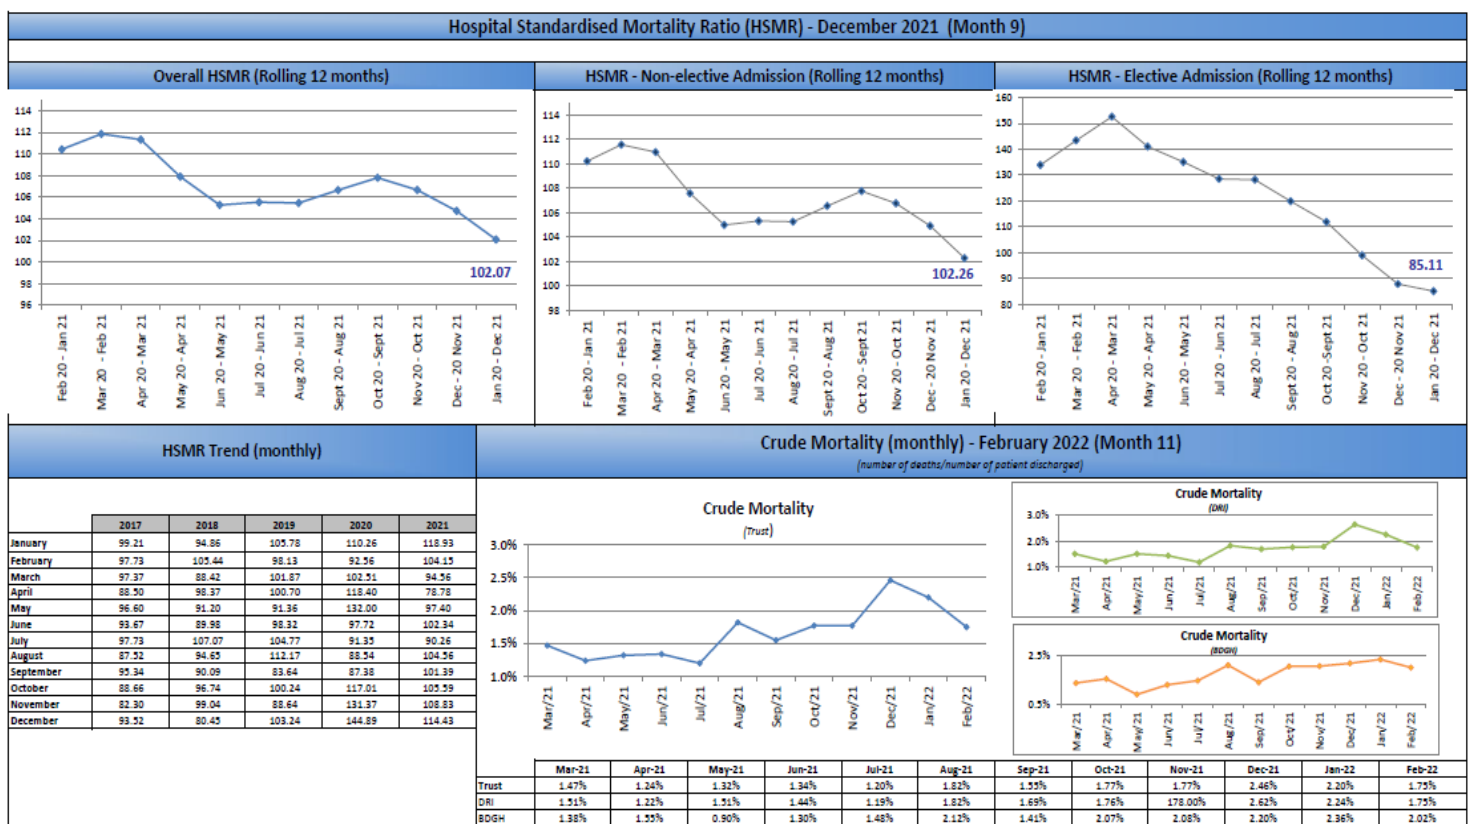 Hospital Standardised Mortality Ratio (HSMR) - December 2021 (Month 9)
Overall HSMR (Rolling 12 months)
114
112
110
108
106
104
102
100
98
96
102.07
Feb 20 - Jan 21
Mar 20 - Feb 21
Apr 20 - Mar 21
May 20 - Apr 21
Jun 20 - May 21
Jul 20 - Jun 21
Aug 20 - Jul 21
Sept 20 - Aug 21
Oct 20 - Sept 21
Nov 20 - Oct 21
Dec - 20 Nov 21
Jan 20 - Dec 21
HSMR - Non-elective Admission (Rolling 12 months)
114
112
110
108
106
104
102
100
98
102.26
Feb 20 - Jan 21
Mar 20 - Feb 21
Apr 20 - Mar 21
May 20 - Apr 21
Jun 20 - May 21
Jul 20 - Jun 21
Aug 20 - Jul 21
Sept 20 - Aug 21
Oct 20 - Sept 21
Nov 20 - Oct 21
Dec - 20 Nov 21
Jan 20 - Dec 21
HSMR - Elective Admission (Rolling 12 months)
160
150
140
130
120
110
100
90
80
85.11
Feb 20 - Jan 21
Mar 20 - Feb 21
Apr 20 - Mar 21
May 20 - Apr 21
Jun 20 - May 21
Jul 20 - Jun 21
Aug 20 - Jul 21
Sept 20 - Aug 21
Oct 20 -Sept 21
Nov 20 - Oct 21
Dec - 20 Nov 21
Jan 20 - Dec 21
HSMR Trend (monthly)
2017 2018 2019 2020 2021
January 99.21 94.86 105.78 110.26 118.93
February 97.73 105.44 98.13 92.56 104.15
March 97.37 88.42 101.87 102.51 94.56
April 88.50 98.37 100.70 118.40 78.78
May 96.60 91.20 91.36 132.00 97.40
June 93.67 89.98 98.32 97.72 102.34
July 97.73 107.07 104.77 91.35 90.26
August 87.52 94.65 112.17 88.54 104.56
September 95.34 90.09 83.64 87.38 101.39
October 88.66 96.74 100.24 117.01 105.59
November 82.30 99.04 88.64 131.37 108.83
December 93.52 80.45 103.24 144.89 114.43
Crude Mortality (monthly) - February 2022 (Month 11)
(number of deaths/number of patient discharged)
Crude Mortality
(Trust)
3.0%
2.5%
2.0%
1.5%
1.0%
Mar/21
Apr/21
May/21
Jun/21
Jul/21
Aug/21
Sep/21
Oct/21
Nov/21
Dec/21
Jan/22
Feb/22
Crude Mortality
(DRI)
3.0%
2.0%
1.0%
Mar/21
Apr/21
May/21
Jun/21
Jul/21
Aug/21
Sep/21
Oct/21
Nov/21
Dec/21
Jan/22
Feb/22
Crude Mortality
(BDGH)
2.5%
0.5%
Mar/21
Apr/21
May/21
Jun/21
Jul/21
Aug/21
Sep/21
Oct/21
Nov/21
Dec/21
Jan/22
Feb/22
Mar-21 Apr-21 May-21 Jun-21 Jul-21 Aug-21 Sep-21 Oct-21 Nov-21 Dec-21 Jan-22 Feb-22
Trust 1.47% 1.24% 1.32% 1.34% 1.20% 1.82% 1.55% 1.77% 1.77% 2.46% 2.20% 1.75%
DRI 1.51% 1.22% 1.51% 1.44% 1.19% 1.82% 1.69% 1.76% 178.00% 2.62% 2.24% 1.75%
BDGH 1.38% 1.55% 0.90% 1.30% 1.48% 2.12% 1.41% 2.07% 2.08% 2.20% 2.36% 2.02%